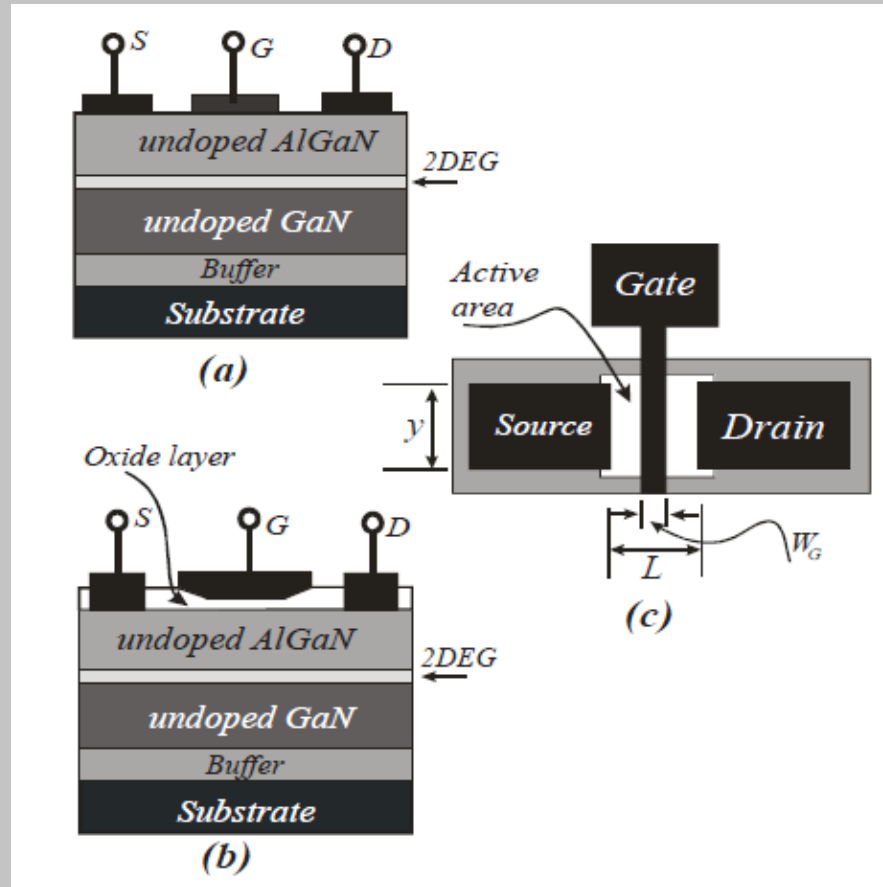 S G D
undoped AlGaN
2DEG
undoped GaN
Buffer
Substrate
(a)
Oxide layer
S G D
undoped AlGaN
2DEG
undoped GaN
Buffer
Substrate
(b)
Active
area
Gate
y
Source
Drain
L
W_G
(c)